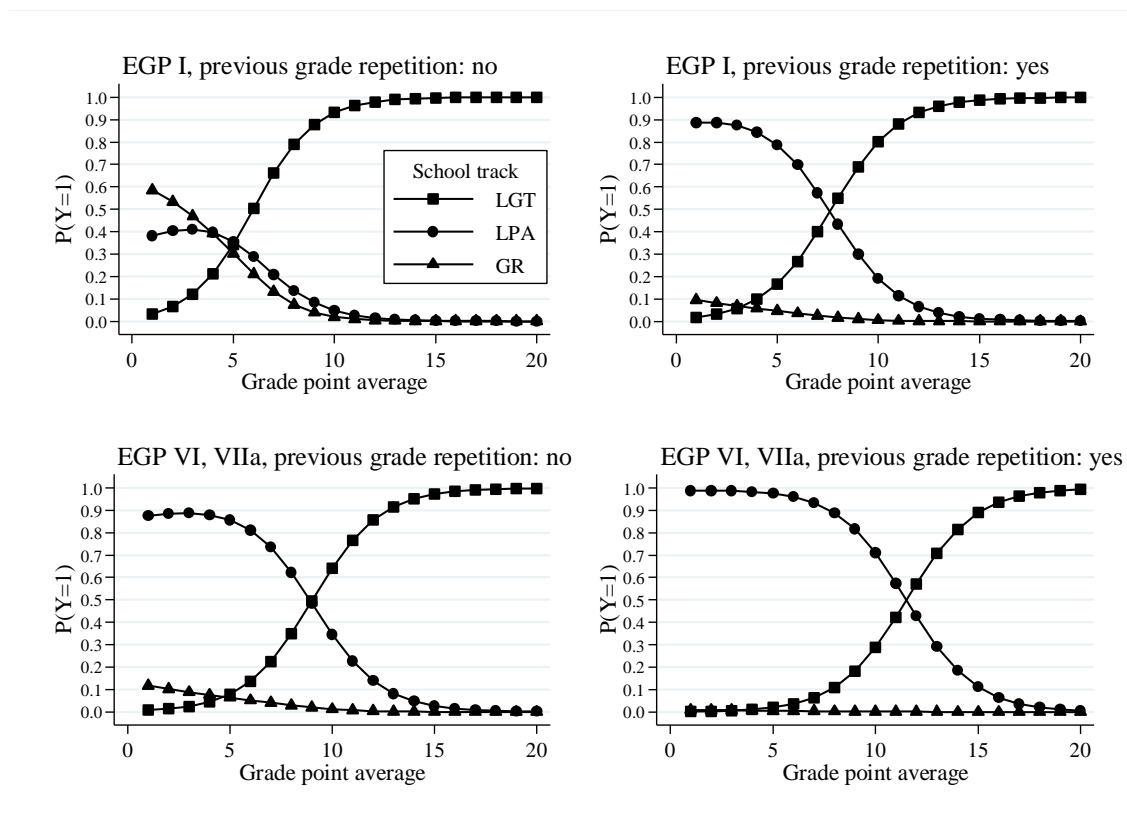 EGP I, previous grade repetition: no
1.0
0.9
0.8
0.7
0.6
0.5
0.4
0.3
0.2
0.1
0.0
P(Y=1)
0 5 10 15 20
Grade point average
School track
LGT
LPA
GR
EGP I, previous grade repetition: yes
1.0
0.9
0.8
0.7
0.6
0.5
0.4
0.3
0.2
0.1
0.0
P(Y=1)
0 5 10 15 20
Grade point average
EGP VI, VIIa, previous grade repetition: no
1.0
0.9
0.8
0.7
0.6
0.5
0.4
0.3
0.2
0.1
0.0
P(Y=1)
0 5 10 15 20
Grade point average
EGP VI, VIIa, previous grade repetition: yes
1.0
0.9
0.8
0.7
0.6
0.5
0.4
0.3
0.2
0.1
0.0
P(Y=1)
0 5 10 15 20
Grade point average